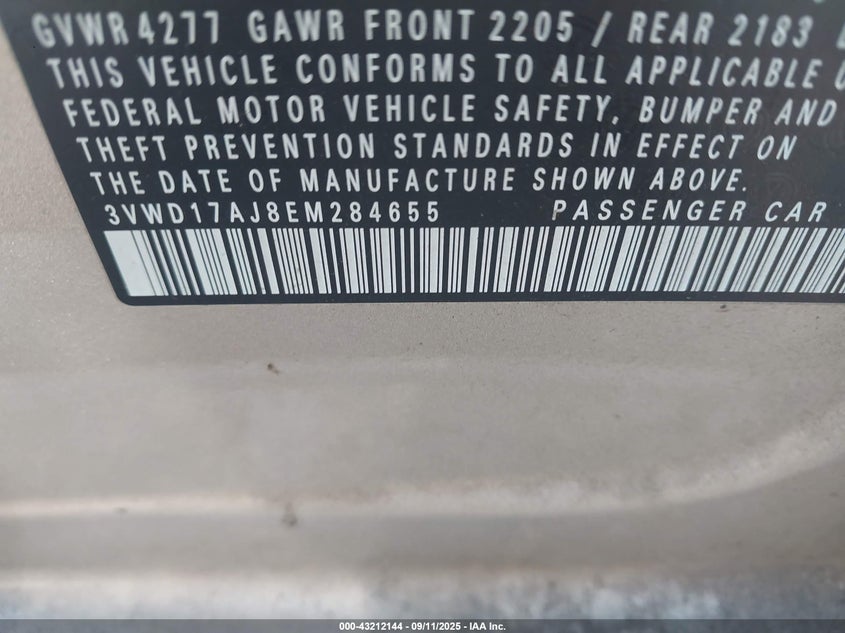 GVWR 4277 GAWR FRONT 2205 / REAR 2183
THIS VEHICLE CONFORMS TO ALL APPLICABLE
FEDERAL MOTOR VEHICLE SAFETY, BUMPER AND
THEFT PREVENTION STANDARDS IN EFFECT ON
THE DATE OF MANUFACTURE SHOWN ABOVE.
3VWD17AJ8EM284655 PASSENGER CAR
000-43212144 - 09/11/2025 - IAA Inc.